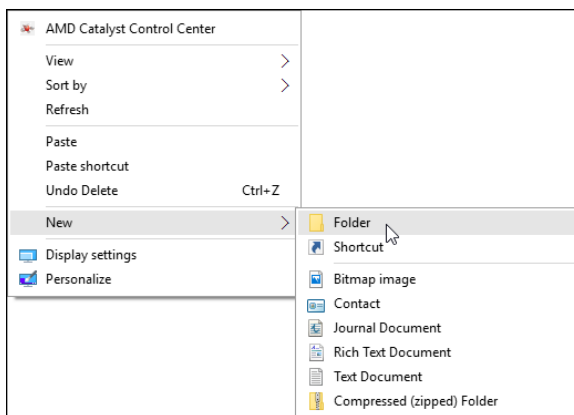 AMD Catalyst Control Center
View
Sort by
Refresh
Paste
Paste shortcut
Undo Delete Ctrl+Z
New
Display settings
Personalize
Folder
Shortcut
Bitmap image
Contact
Journal Document
Rich Text Document
Text Document
Compressed (zipped) Folder